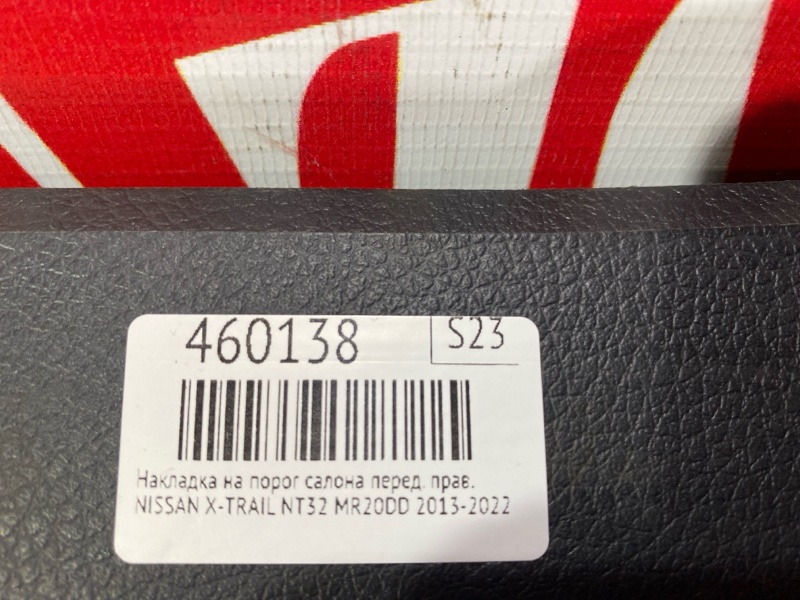 460138 S23
Накладка на порог салона перед. прав.
NISSAN X-TRAIL NT32 MR20DD 2013-2022